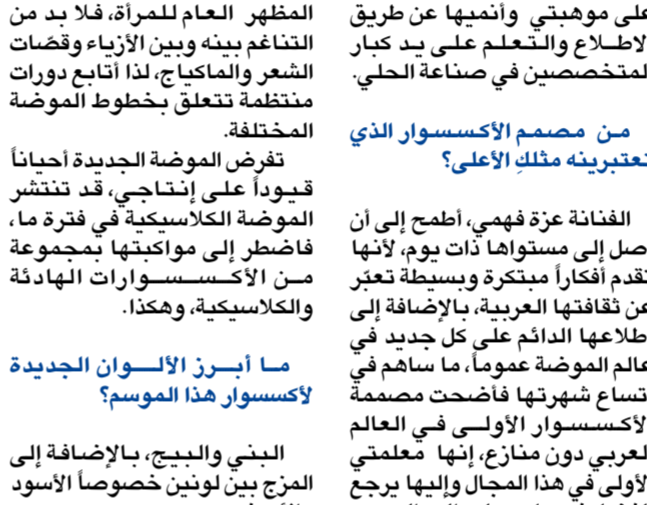 على موهبتي وأنميها عن طريق
الاطلاع والتعلم على يد كبار
المتخصصين في صناعة الحلي.
من مصمم الأكسسوار الذي
تعتبرينه مثلكِ الأعلى؟
الفنانة عزة فهمي، أطمح إلى أن
أصل إلى مستواها ذات يوم، لأنها
تقدم أفكاراً مبتكرة وبسيطة تعبّر
عن ثقافتها العربية، بالإضافة إلى
اطلاعها الدائم على كل جديد في
عالم الموضة عموماً، ما ساهم في
اتساع شهرتها فأضحت مصممة
الأكسسوار الأولى في العالم
العربي دون منازع، إنها معلمتي
الأولى في هذا المجال وإليها يرجع
المظهر العام للمرأة، فلا بد من
التناغم بينه وبين الأزياء وقصّات
الشعر والماكياج، لذا أتابع دورات
منتظمة تتعلق بخطوط الموضة
المختلفة.
تفرض الموضة الجديدة أحياناً
قيوداً على إنتاجي، قد تنتشر
الموضة الكلاسيكية في فترة ما،
فاضطر إلى مواكبتها بمجموعة
من الأكسسوارات الهادئة
والكلاسيكية، وهكذا.
ما أبرز الألوان الجديدة
لأكسسوار هذا الموسم؟
البني والبيج، بالإضافة إلى
المزج بين لونين خصوصاً الأسود